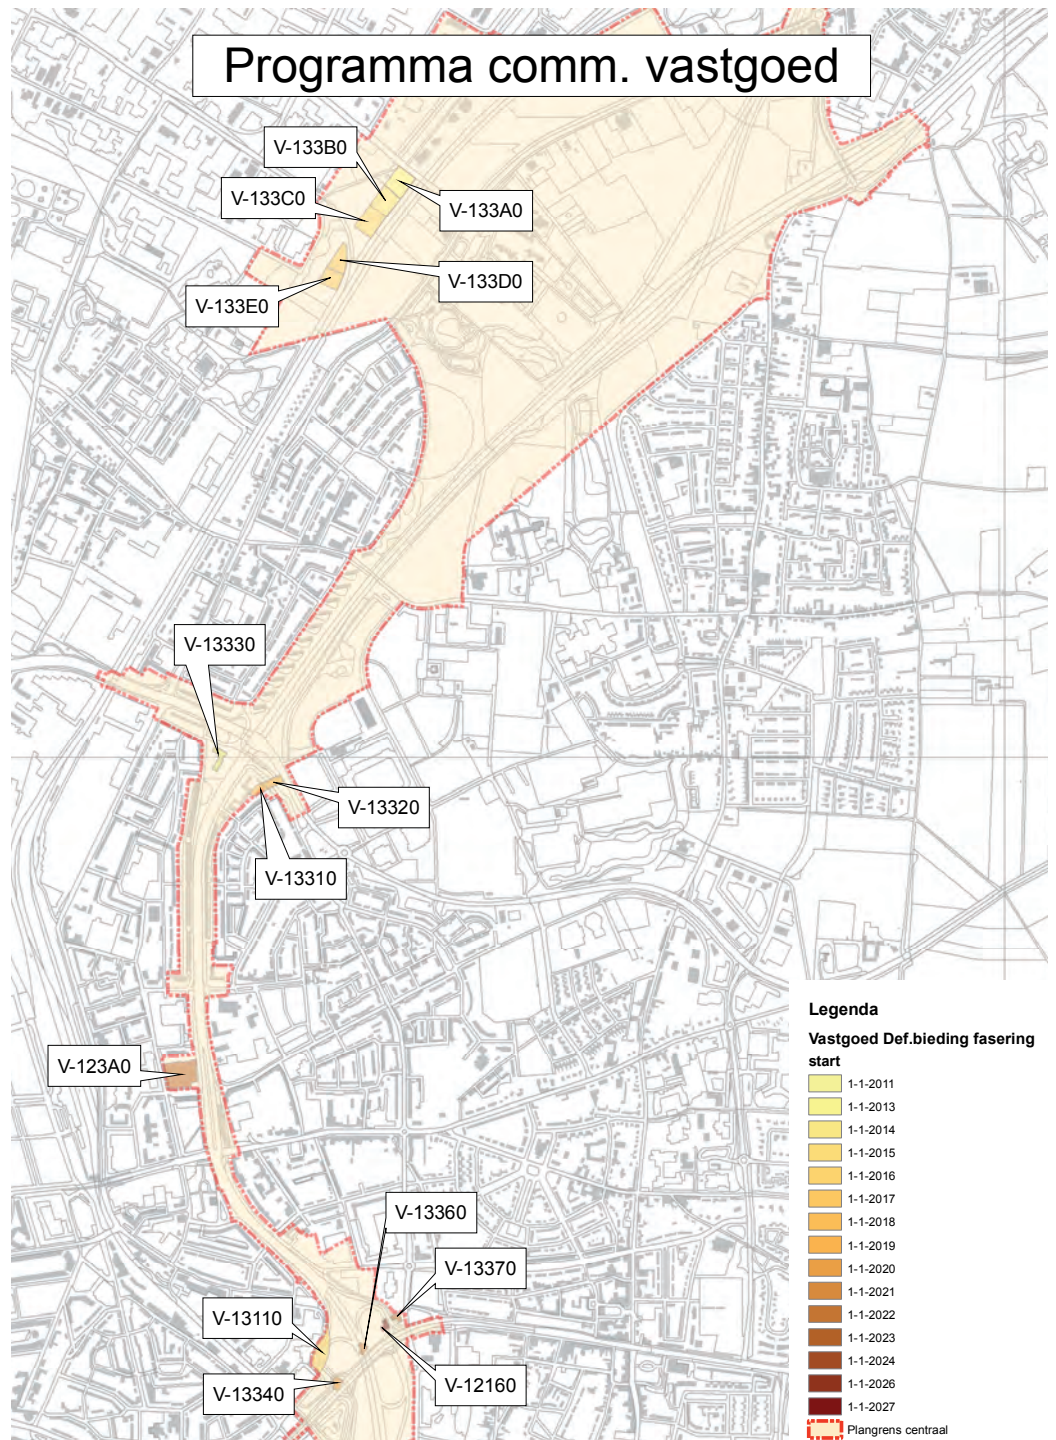 Programma comm. vastgoed
V-133B0
V-133C0
V-133A0
V-133D0
V-133E0
V-13330
V-13320
V-13310
V-123A0
V-13360
V-13370
V-13110
V-12160
V-13340
Legenda
Vastgoed Def.bieding fasering
start
1-1-2011
1-1-2013
1-1-2014
1-1-2015
1-1-2016
1-1-2017
1-1-2018
1-1-2019
1-1-2020
1-1-2021
1-1-2022
1-1-2023
1-1-2024
1-1-2026
1-1-2027
Plangrens centraal